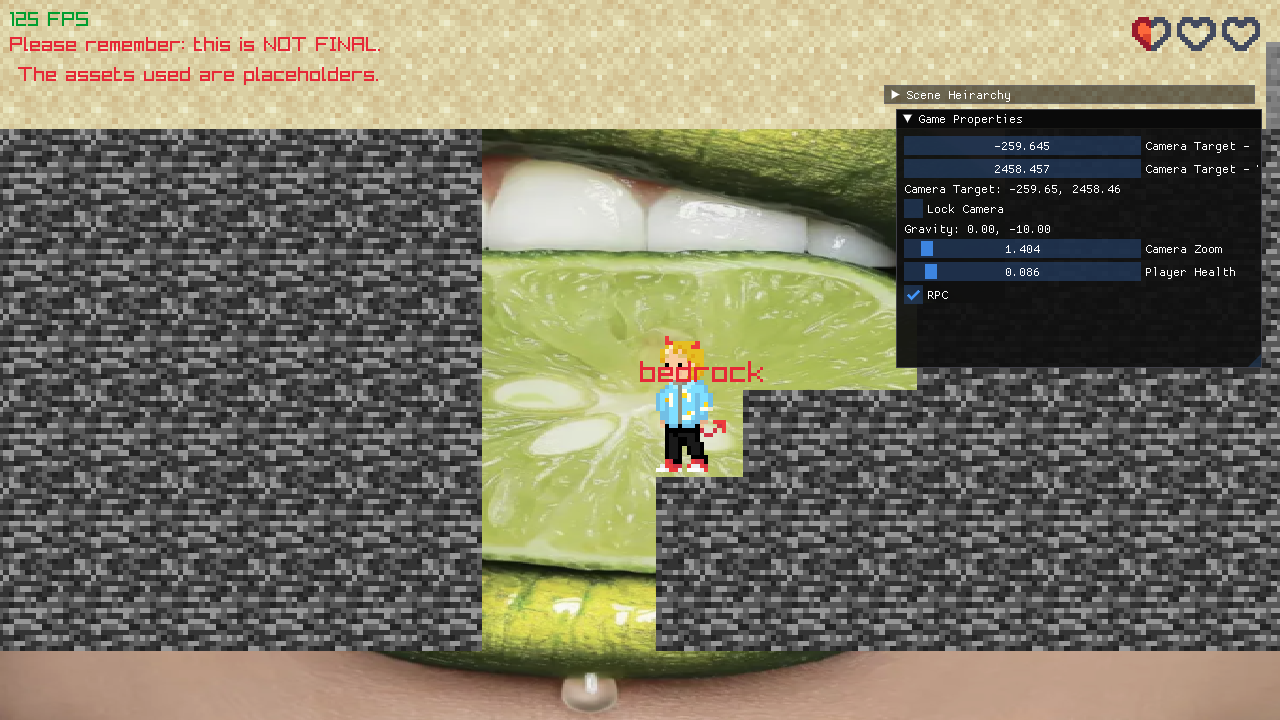 125 FPS
Please remember: this is NOT FINAL.
The assets used are placeholders.
Scene Heirarchy
Game Properties
-259.645 Camera Target -
2458.457 Camera Target -
Camera Target: -259.65, 2458.46
Lock Camera
Gravity: 0.00, -10.00
1.404 Camera Zoom
0.086 Player Health
RPC
bedrock